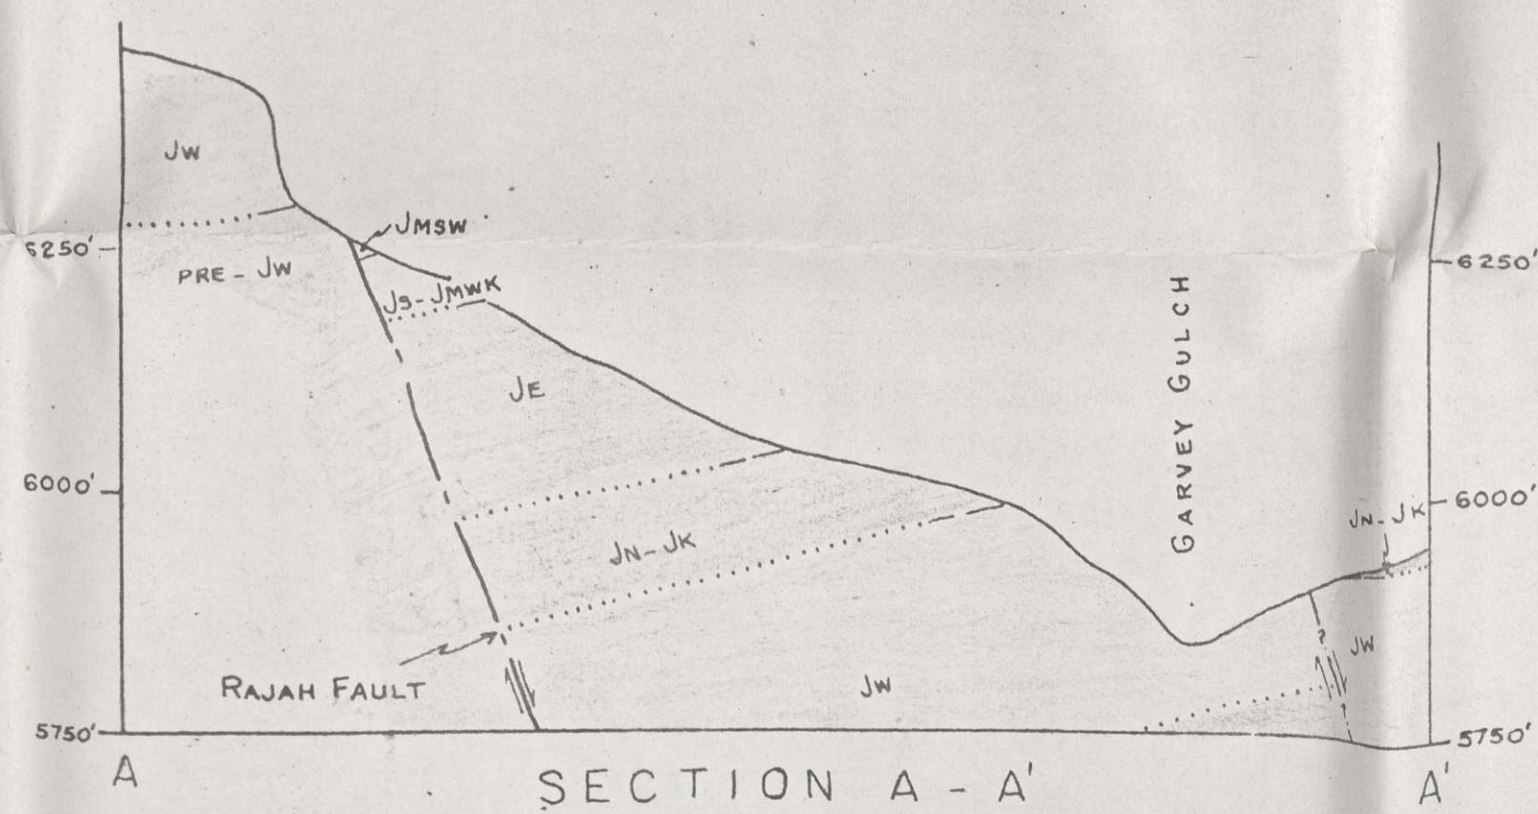 JW
JMSW
6250'
PRE - JW
6250'
JS-JMWK
GARVEY GULCH
JE
6000'
6000'
JN-JK
JN-JK
?
JW
RAJAH FAULT
JW
5750'
5750'
A
SECTION A - A'
A'